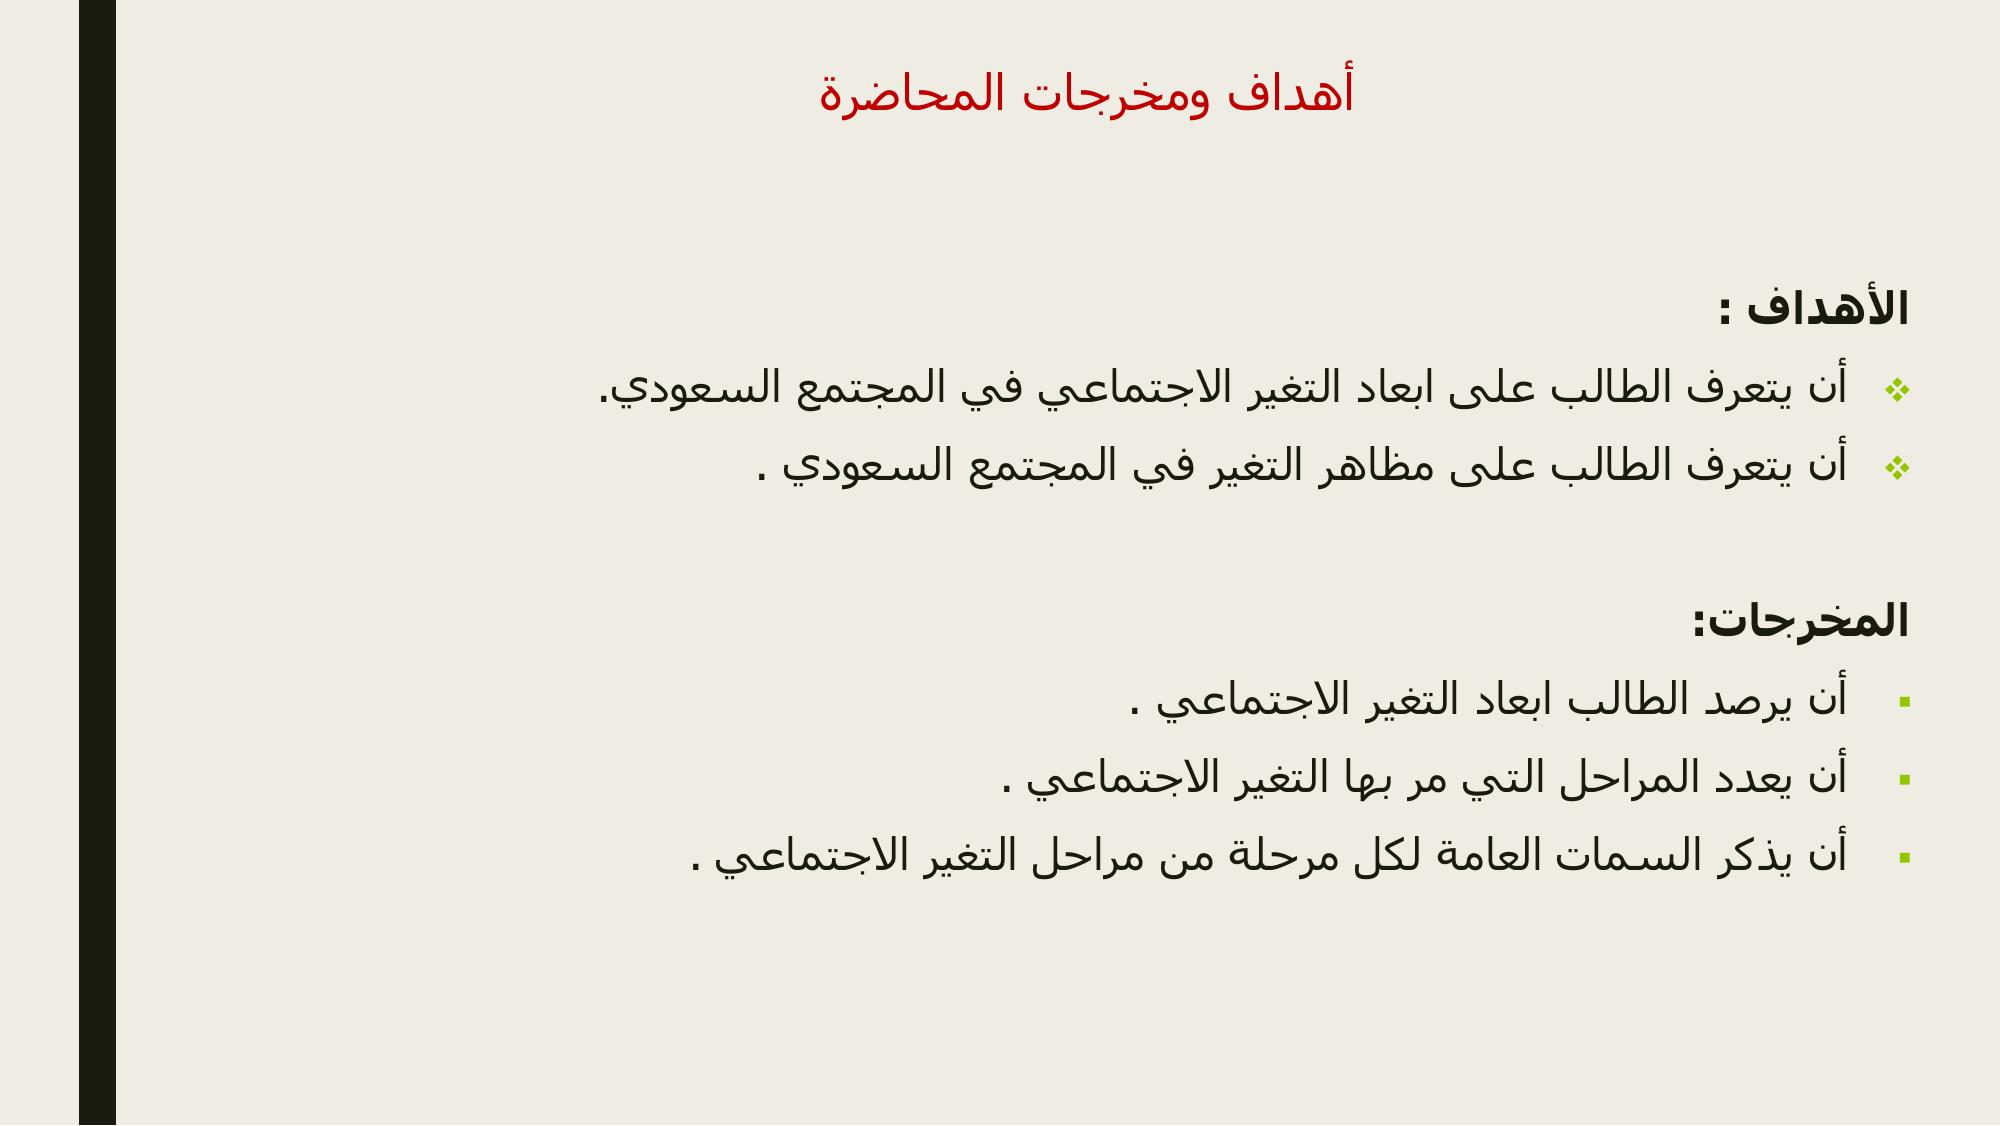 أهداف ومخرجات المحاضرة
الأهداف :
❖ أن يتعرف الطالب على ابعاد التغير الاجتماعي في المجتمع السعودي.
❖ أن يتعرف الطالب على مظاهر التغير في المجتمع السعودي .
المخرجات:
▪ أن يرصد الطالب ابعاد التغير الاجتماعي .
▪ أن يعدد المراحل التي مر بها التغير الاجتماعي .
▪ أن يذكر السمات العامة لكل مرحلة من مراحل التغير الاجتماعي .